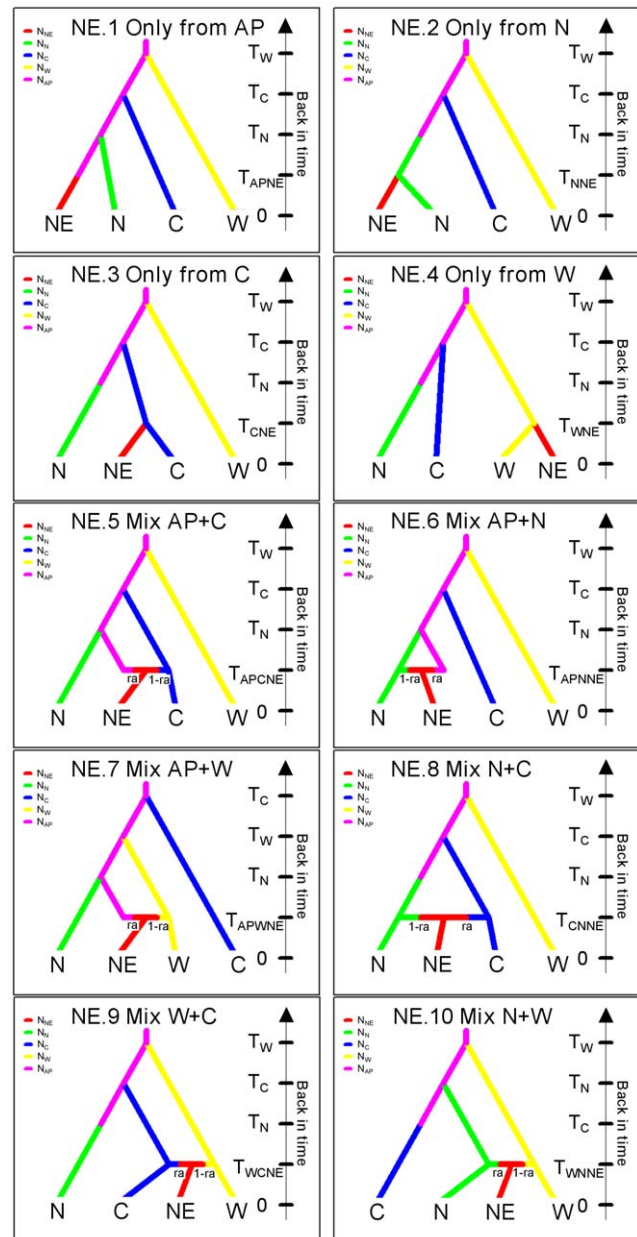 NE.1 Only from AP
N_NE
N_N
N_C
N_W
N_AP
T_W
T_C
T_N
T_APNE
0
Back in time
NE N C W
NE.2 Only from N
N_NE
N_N
N_C
N_W
N_AP
T_W
T_C
T_N
T_NNE
0
Back in time
NE N C W
NE.3 Only from C
N_NE
N_N
N_C
N_W
N_AP
T_W
T_C
T_N
T_CNE
0
Back in time
N NE C W
NE.4 Only from W
N_NE
N_N
N_C
N_W
N_AP
T_W
T_C
T_N
T_WNE
0
Back in time
N C W NE
NE.5 Mix AP+C
N_NE
N_N
N_C
N_W
N_AP
T_W
T_C
T_N
T_APCNE
0
Back in time
ra 1-ra
N NE C W
NE.6 Mix AP+N
N_NE
N_N
N_C
N_W
N_AP
T_W
T_C
T_N
T_APNNE
0
Back in time
1-ra ra
N NE C W
NE.7 Mix AP+W
N_NE
N_N
N_C
N_W
N_AP
T_C
T_W
T_N
T_APWNE
0
Back in time
ra 1-ra
N NE W C
NE.8 Mix N+C
N_NE
N_N
N_C
N_W
N_AP
T_W
T_C
T_N
T_CNNE
0
Back in time
1-ra ra
N NE C W
NE.9 Mix W+C
N_NE
N_N
N_C
N_W
N_AP
T_W
T_C
T_N
T_WCNE
0
Back in time
ra 1-ra
N C NE W
NE.10 Mix N+W
N_NE
N_N
N_C
N_W
N_AP
T_W
T_N
T_C
T_WNNE
0
Back in time
ra 1-ra
C N NE W